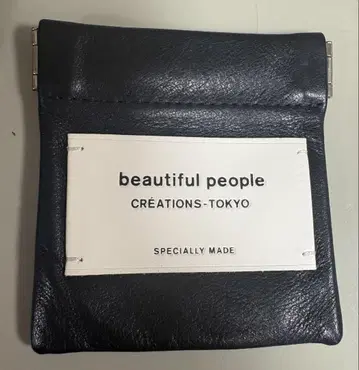 beautiful people
CRÉATIONS-TOKYO
SPECIALLY MADE